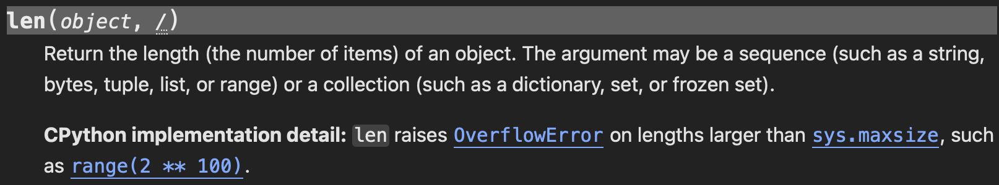 len(object, /)
Return the length (the number of items) of an object. The argument may be a sequence (such as a string,
bytes, tuple, list, or range) or a collection (such as a dictionary, set, or frozen set).
CPython implementation detail: len raises OverflowError on lengths larger than sys.maxsize, such
as range(2 ** 100).